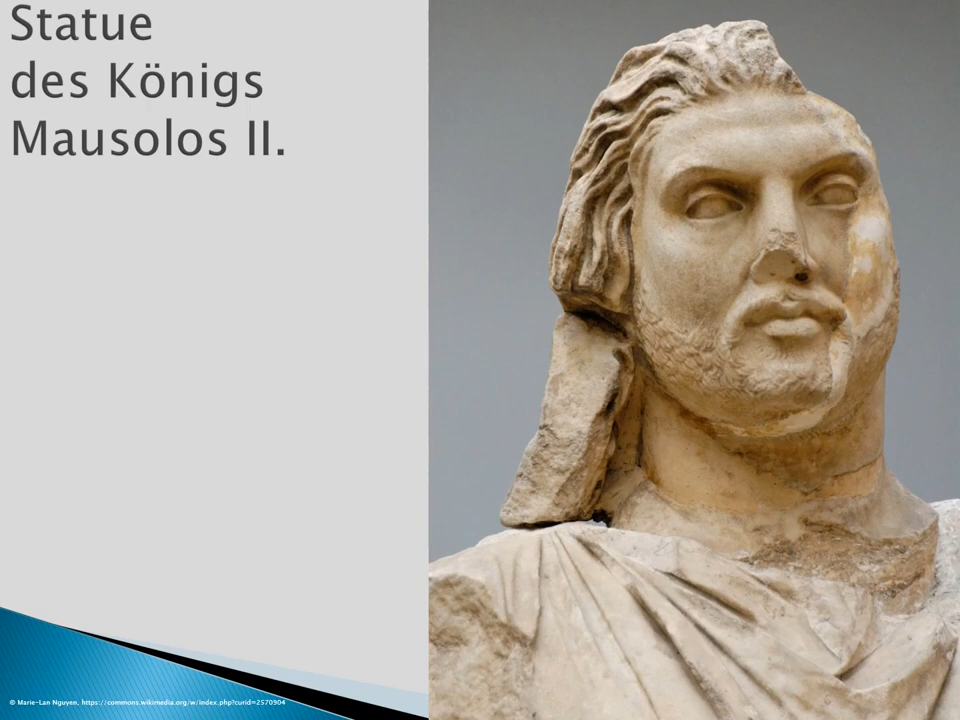 Statue
des Königs
Mausolos II.
© Marie-Lan Nguyen, https://commons.wikimedia.org/w/index.php?curid=2570904